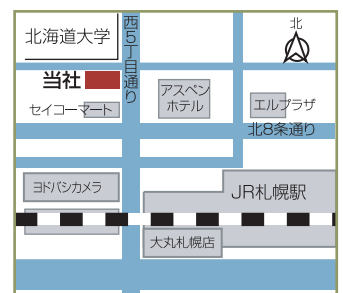 北海道大学
西5丁目通り
北
当社
アスペン
ホテル
エルプラザ
セイコーマート
北8条通り
ヨドバシカメラ
JR札幌駅
大丸札幌店